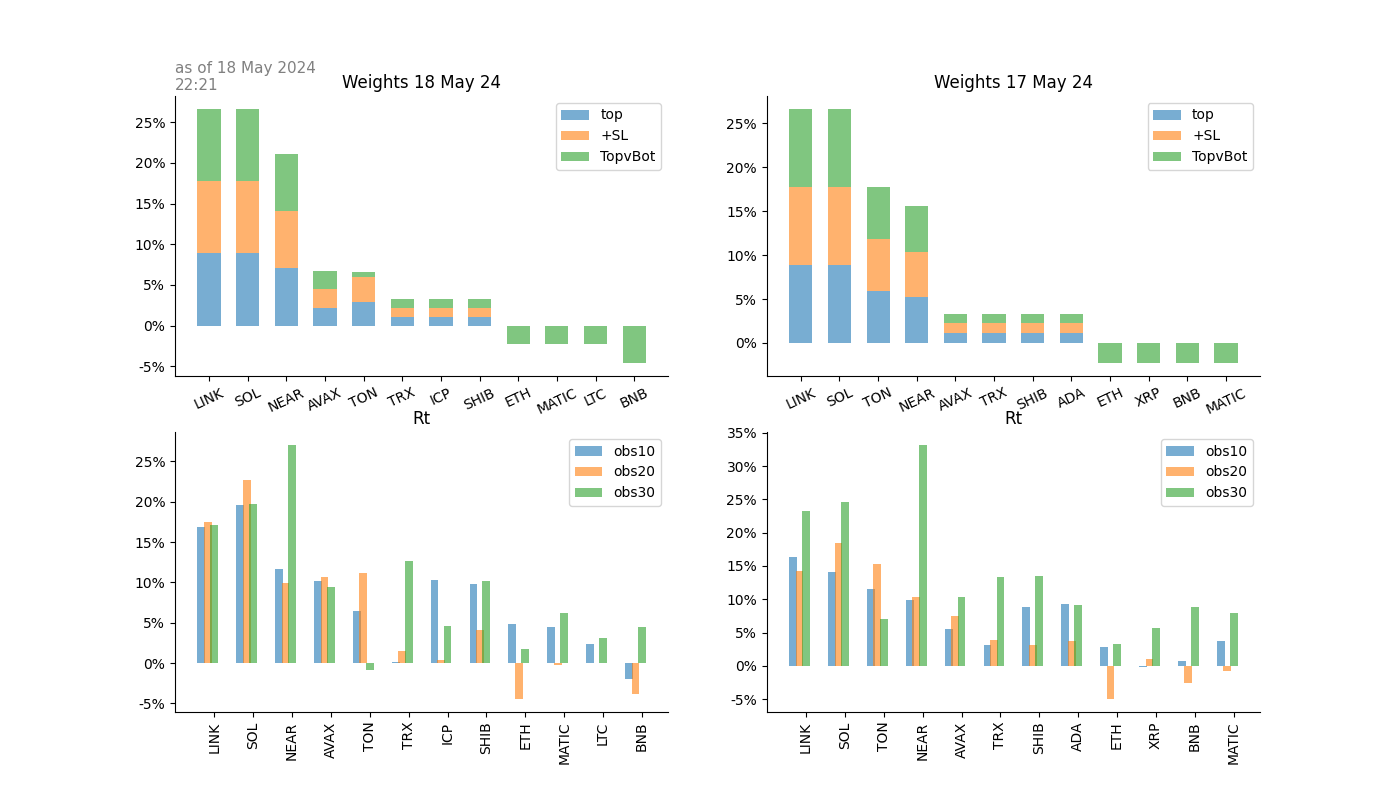 as of 18 May 2024
22:21
Weights 18 May 24
25%
20%
15%
10%
5%
0%
-5%
top
+SL
TopvBot
LINK
SOL
NEAR
AVAX
TON
TRX
ICP
SHIB
ETH
MATIC
LTC
BNB
Weights 17 May 24
25%
20%
15%
10%
5%
0%
top
+SL
TopvBot
LINK
SOL
TON
NEAR
AVAX
TRX
SHIB
ADA
ETH
XRP
BNB
MATIC
Rt
25%
20%
15%
10%
5%
0%
-5%
obs10
obs20
obs30
LINK
SOL
NEAR
AVAX
TON
TRX
ICP
SHIB
ETH
MATIC
LTC
BNB
Rt
35%
30%
25%
20%
15%
10%
5%
0%
-5%
obs10
obs20
obs30
LINK
SOL
TON
NEAR
AVAX
TRX
SHIB
ADA
ETH
XRP
BNB
MATIC